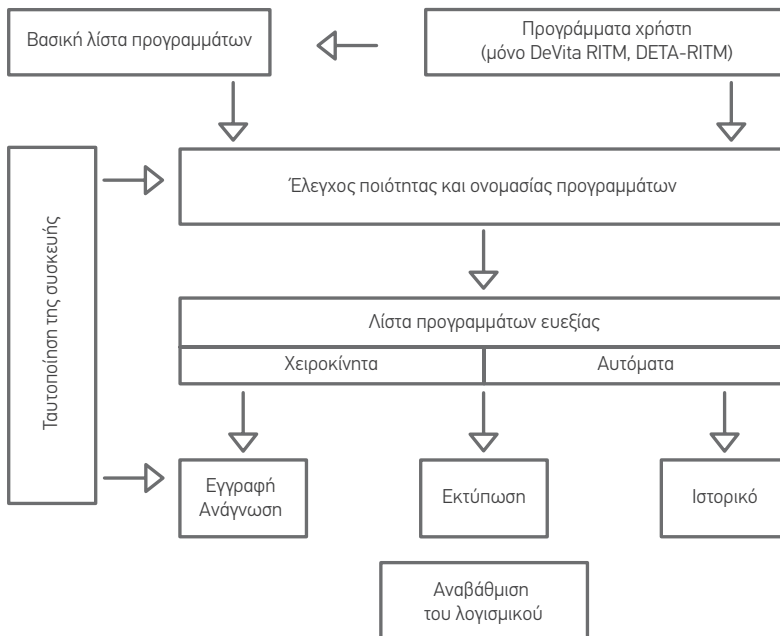 Βασική λίστα προγραμμάτων
Προγράμματα χρήστη
(μόνο DeVita RITM, DETA-RITM)
Ταυτοποίηση της συσκευής
Έλεγχος ποιότητας και ονομασίας προγραμμάτων
Λίστα προγραμμάτων ευεξίας
Χειροκίνητα
Αυτόματα
Εγγραφή
Ανάγνωση
Εκτύπωση
Ιστορικό
Αναβάθμιση
του λογισμικού